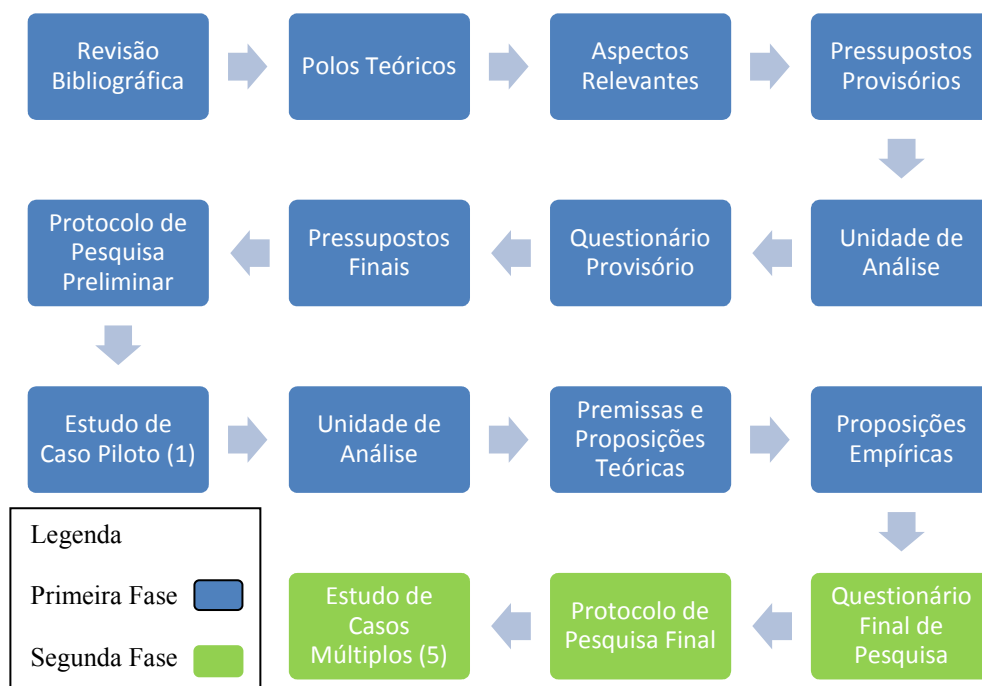 Revisão
Bibliográfica
Polos Teóricos
Aspectos
Relevantes
Pressupostos
Provisórios
Unidade de
Análise
Questionário
Provisório
Pressupostos
Finais
Protocolo de
Pesquisa
Preliminar
Estudo de
Caso Piloto (1)
Unidade de
Análise
Premissas e
Proposições
Teóricas
Proposições
Empíricas
Questionário
Final de
Pesquisa
Protocolo de
Pesquisa Final
Estudo de
Casos
Múltiplos (5)
Legenda
Primeira Fase
Segunda Fase